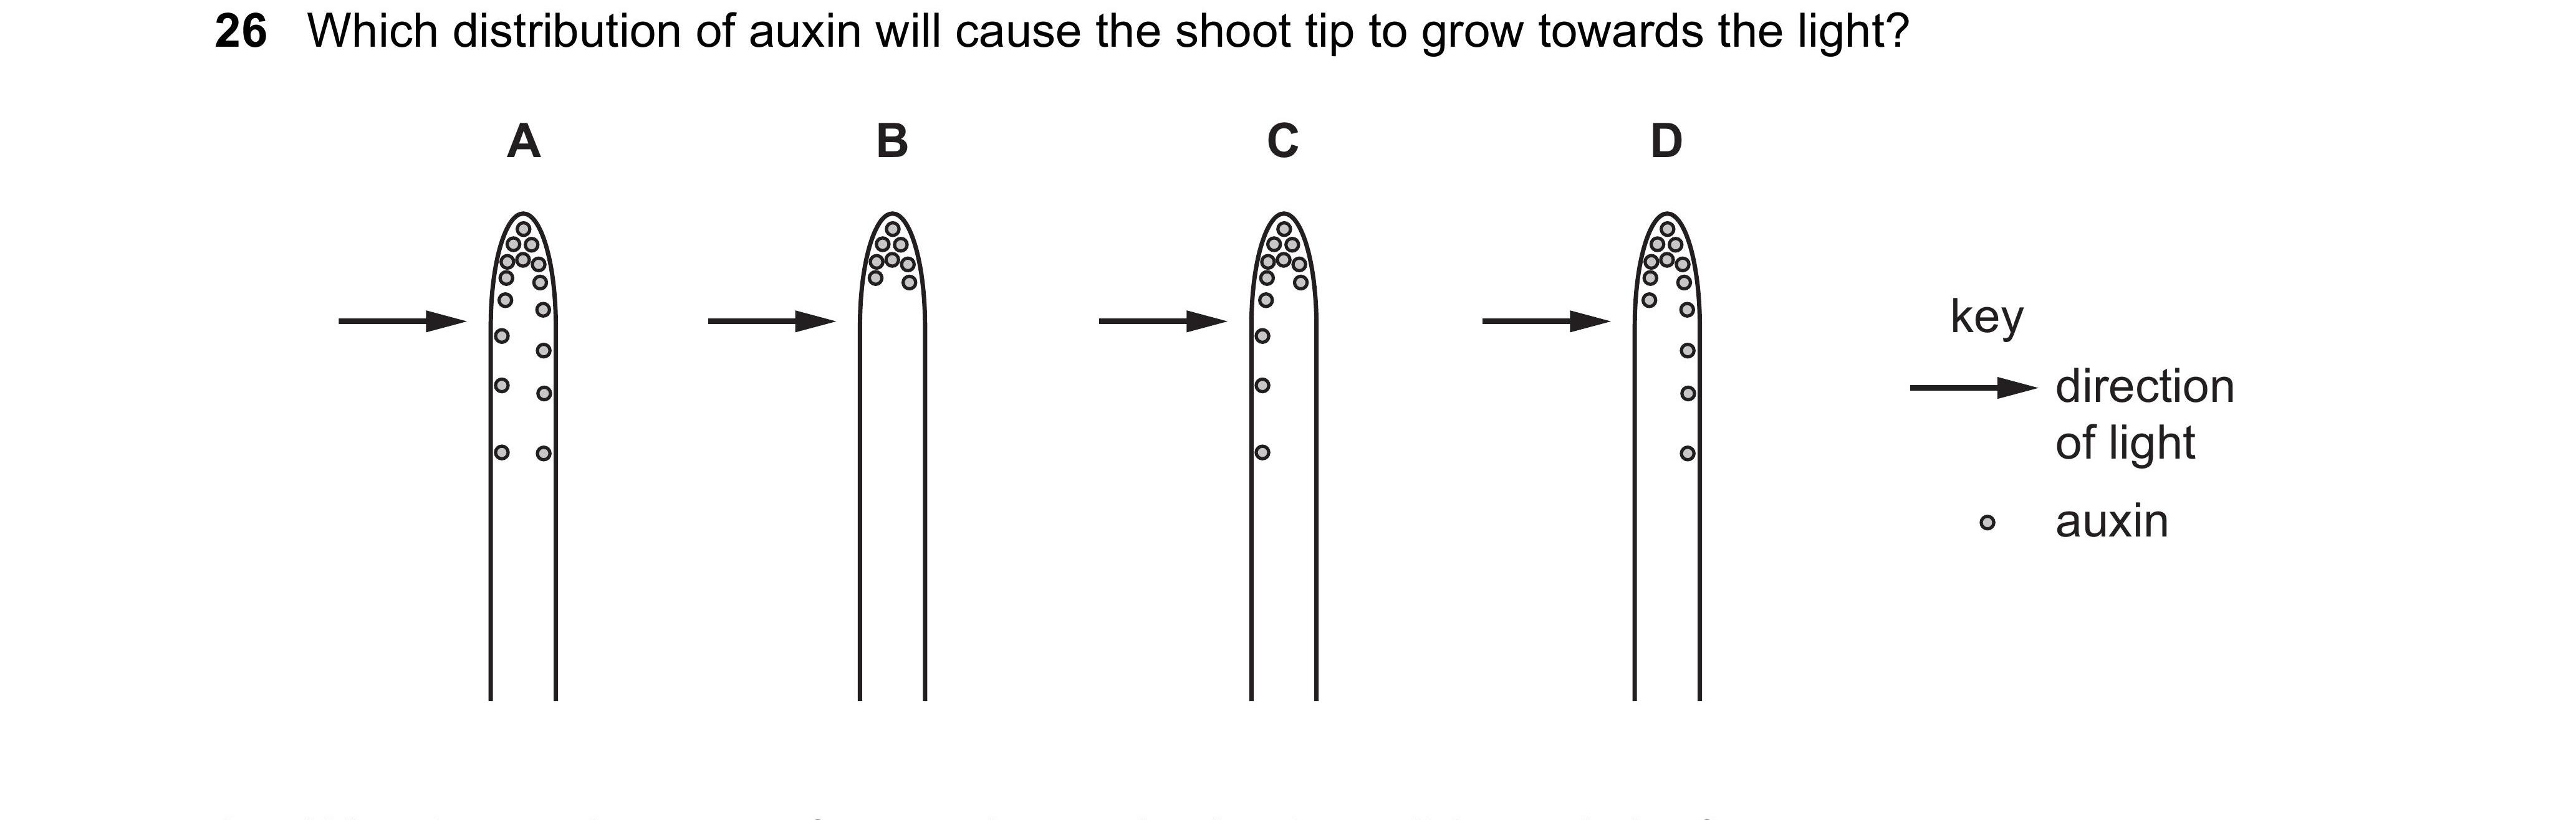 26 Which distribution of auxin will cause the shoot tip to grow towards the light?
A B C D
key
direction
of light
auxin